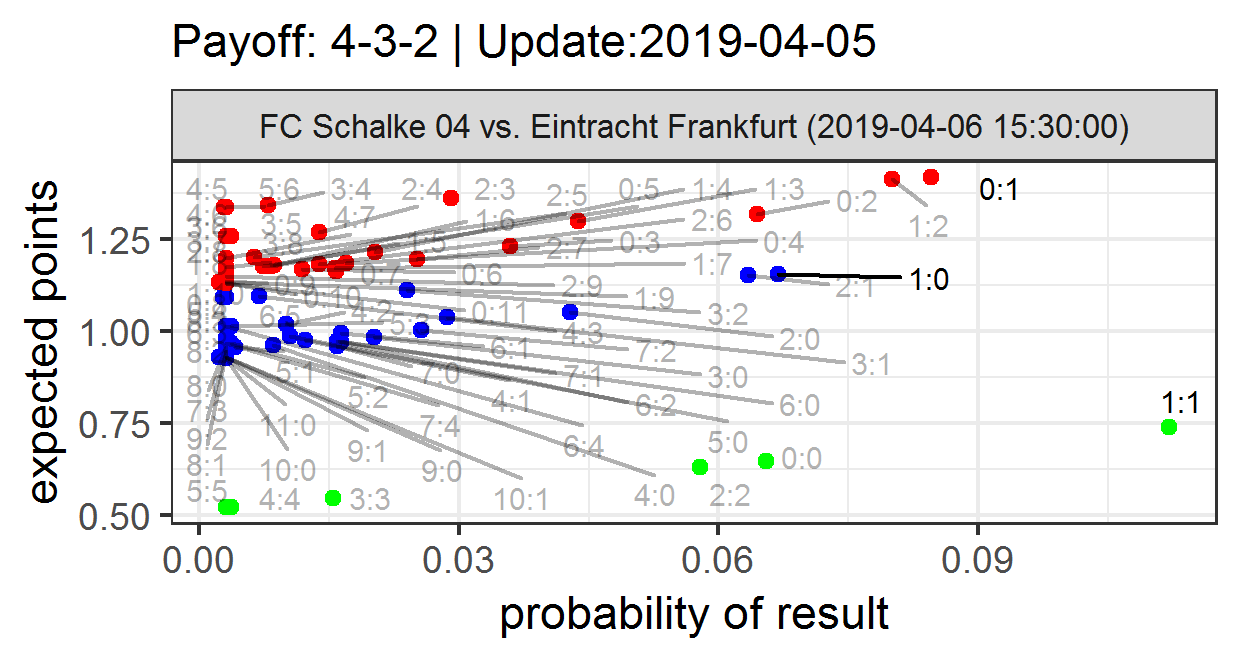 Payoff: 4-3-2 | Update:2019-04-05
FC Schalke 04 vs. Eintracht Frankfurt (2019-04-06 15:30:00)
4:5 5:6 3:4 2:4 2:3 2:5 0:5 1:4 1:3 0:2
3:5 4:7 1:6 2:6 1:2 0:1
3:8 1:5 2:7 0:3 0:4
0:9 0:7 0:6 1:7
0:10 2:9 1:9 2:1 1:0
6:5 4:2 5:3 0:11 4:3 3:2 2:0
6:1 7:2 3:1
5:1 7:0 7:1 3:0
8:0 5:2 4:1 6:2 6:0 1:1
7:3 11:0 7:4
9:2 9:1 6:4 5:0
8:1 10:0 9:0 0:0
5:5 4:4 3:3 10:1 4:0 2:2
expected points
1.25
1.00
0.75
0.50
0.00 0.03 0.06 0.09
probability of result